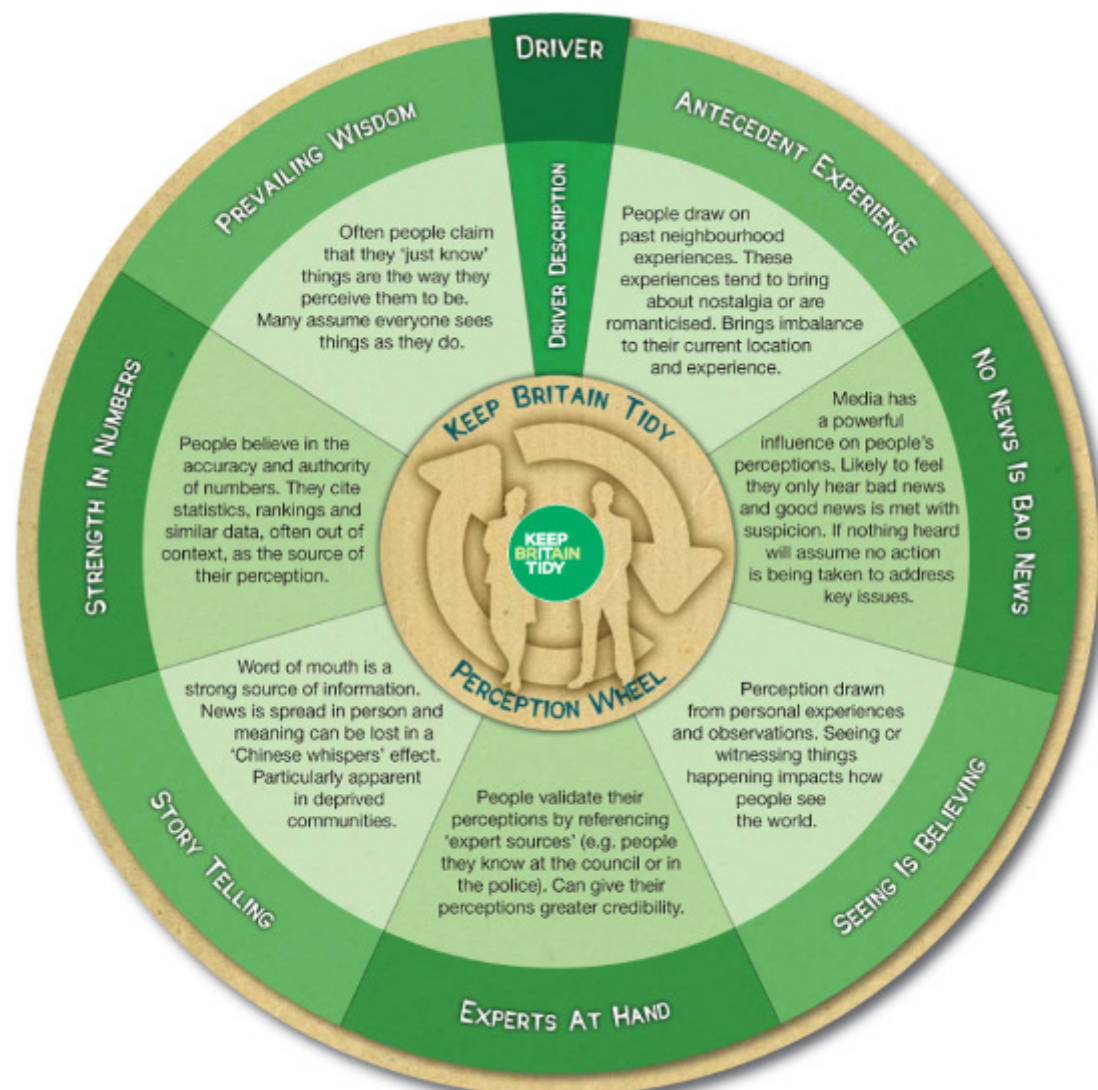 DRIVER
DRIVER DESCRIPTION
ANTECEDENT EXPERIENCE
People draw on
past neighbourhood
experiences. These
experiences tend to bring
about nostalgia or are
romanticised. Brings imbalance
to their current location
and experience.
NO NEWS IS BAD NEWS
Media has
a powerful
influence on people's
perceptions. Likely to feel
they only hear bad news
and good news is met with
suspicion. If nothing heard
will assume no action
is being taken to address
key issues.
SEEING IS BELIEVING
Perception drawn
from personal experiences
and observations. Seeing or
witnessing things
happening impacts how
people see
the world.
EXPERTS AT HAND
People validate their
perceptions by referencing
'expert sources' (e.g. people
they know at the council or in
the police). Can give their
perceptions greater credibility.
STORY TELLING
Word of mouth is a
strong source of information.
News is spread in person and
meaning can be lost in a
'Chinese whispers' effect.
Particularly apparent
in deprived
communities.
STRENGTH IN NUMBERS
People believe in the
accuracy and authority
of numbers. They cite
statistics, rankings and
similar data, often out of
context, as the source of
their perception.
PREVAILING WISDOM
Often people claim
that they 'just know'
things are the way they
perceive them to be.
Many assume everyone sees
things as they do.
KEEP BRITAIN TIDY
KEEP
BRITAIN
TIDY
PERCEPTION WHEEL